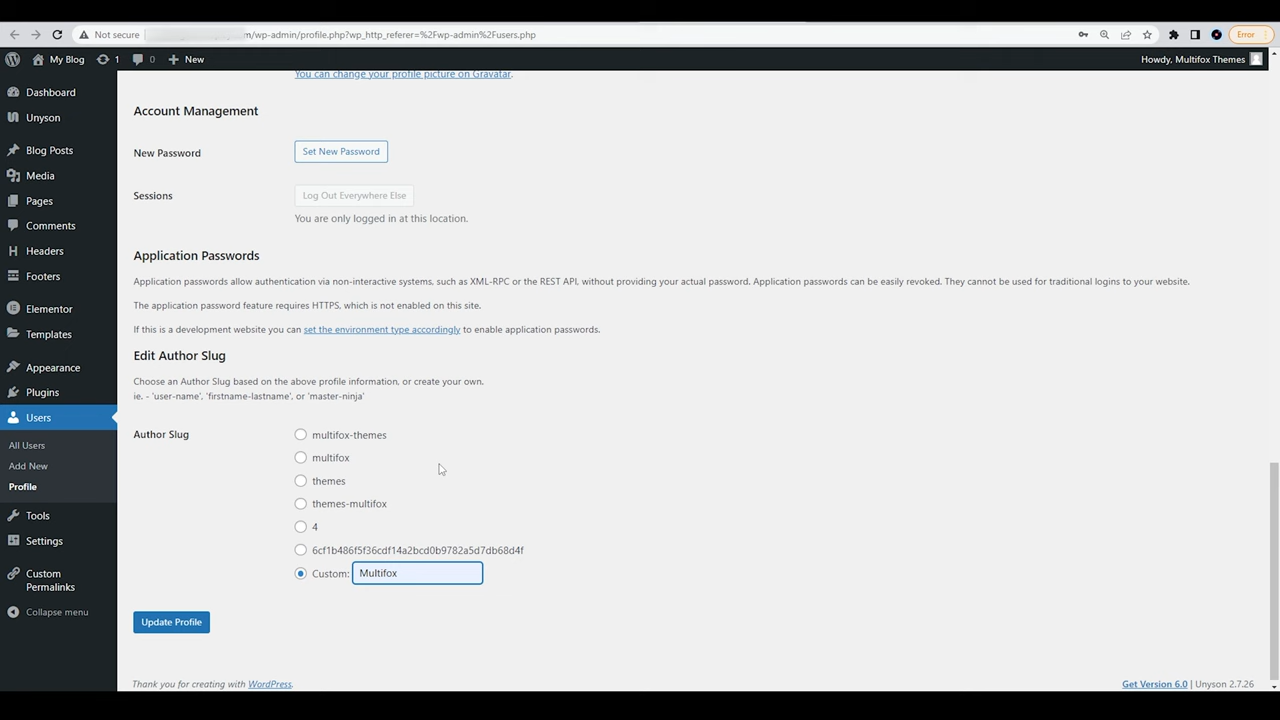 Not secure
m/wp-admin/profile.php?wp_http_referer=%2Fwp-admin%2Fusers.php
Error
My Blog
1
0
New
Howdy, Multifox Themes
Dashboard
Unyson
Blog Posts
Media
Pages
Comments
Headers
Footers
Elementor
Templates
Appearance
Plugins
Users
All Users
Add New
Profile
Tools
Settings
Custom
Permalinks
Collapse menu
You can change your profile picture on Gravatar.
Account Management
New Password
Set New Password
Sessions
Log Out Everywhere Else
You are only logged in at this location.
Application Passwords
Application passwords allow authentication via non-interactive systems, such as XML-RPC or the REST API, without providing your actual password. Application passwords can be easily revoked. They cannot be used for traditional logins to your website.
The application password feature requires HTTPS, which is not enabled on this site.
If this is a development website you can set the environment type accordingly to enable application passwords.
Edit Author Slug
Choose an Author Slug based on the above profile information, or create your own.
ie. - 'user-name', 'firstname-lastname', or 'master-ninja'
Author Slug
multifox-themes
multifox
themes
themes-multifox
4
6cf1b486f5f36cdf14a2bcd0b9782a5d7db68d4f
Custom: Multifox
Update Profile
Thank you for creating with WordPress.
Get Version 6.0 | Unyson 2.7.26